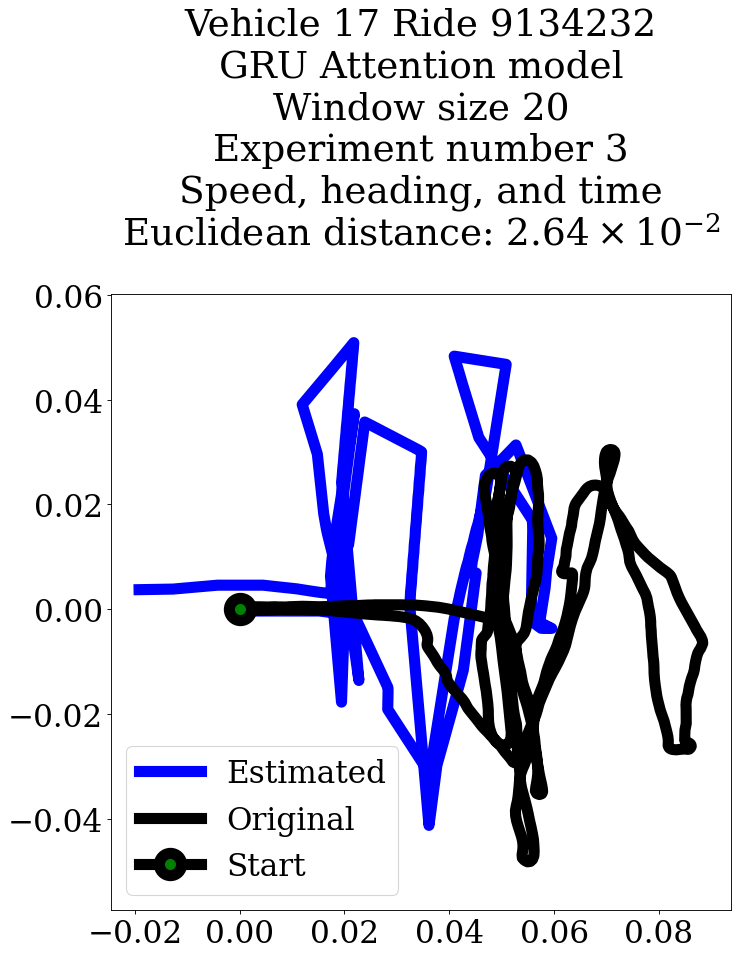 Vehicle 17 Ride 9134232
GRU Attention model
Window size 20
Experiment number 3
Speed, heading, and time
Euclidean distance: 2.64 × 10⁻²
0.06
0.04
0.02
0.00
−0.02
−0.04
Estimated
Original
Start
−0.02 0.00 0.02 0.04 0.06 0.08